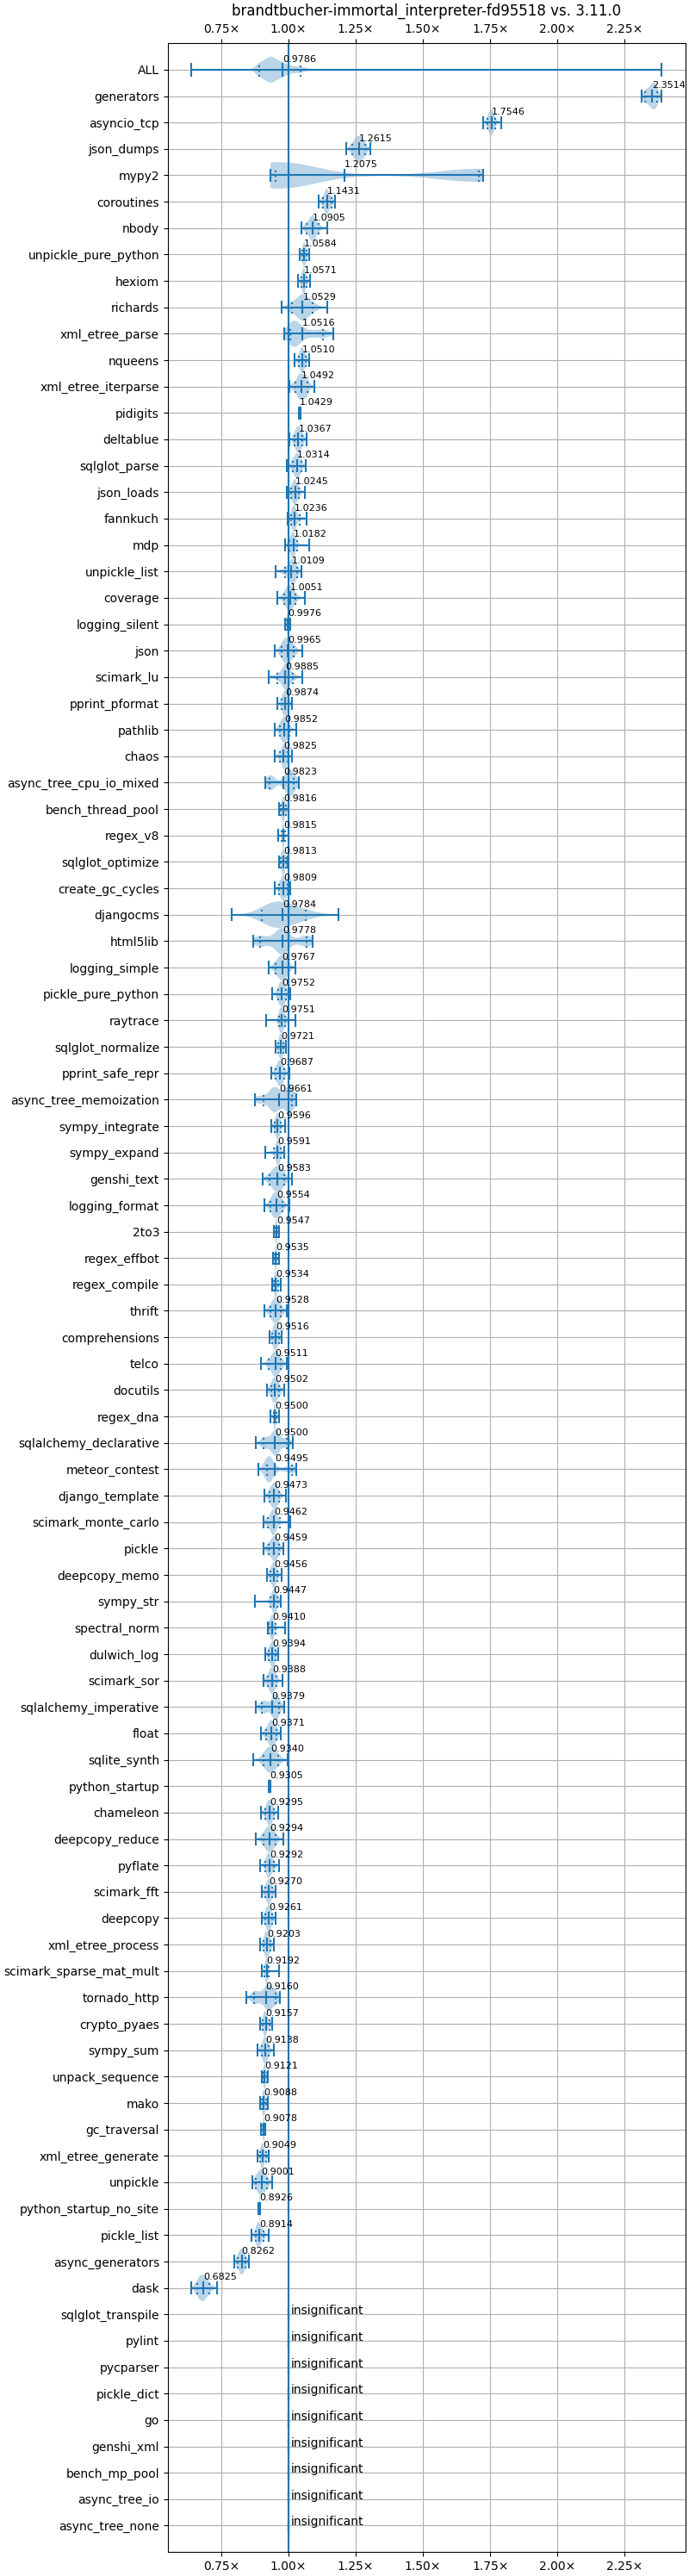 brandtbucher-immortal_interpreter-fd95518 vs. 3.11.0
0.75× 1.00× 1.25× 1.50× 1.75× 2.00× 2.25×
ALL 0.9786
generators 2.3514
asyncio_tcp 1.7546
json_dumps 1.2615
mypy2 1.2075
coroutines 1.1431
nbody 1.0905
unpickle_pure_python 1.0584
hexiom 1.0571
richards 1.0529
xml_etree_parse 1.0516
nqueens 1.0510
xml_etree_iterparse 1.0492
pidigits 1.0429
deltablue 1.0367
sqlglot_parse 1.0314
json_loads 1.0245
fannkuch 1.0236
mdp 1.0182
unpickle_list 1.0109
coverage 1.0051
logging_silent 0.9976
json 0.9965
scimark_lu 0.9885
pprint_pformat 0.9874
pathlib 0.9852
chaos 0.9825
async_tree_cpu_io_mixed 0.9823
bench_thread_pool 0.9816
regex_v8 0.9815
sqlglot_optimize 0.9813
create_gc_cycles 0.9809
djangocms 0.9784
html5lib 0.9778
logging_simple 0.9767
pickle_pure_python 0.9752
raytrace 0.9751
sqlglot_normalize 0.9721
pprint_safe_repr 0.9687
async_tree_memoization 0.9661
sympy_integrate 0.9596
sympy_expand 0.9591
genshi_text 0.9583
logging_format 0.9554
2to3 0.9547
regex_effbot 0.9535
regex_compile 0.9534
thrift 0.9528
comprehensions 0.9516
telco 0.9511
docutils 0.9502
regex_dna 0.9500
sqlalchemy_declarative 0.9500
meteor_contest 0.9495
django_template 0.9473
scimark_monte_carlo 0.9462
pickle 0.9459
deepcopy_memo 0.9456
sympy_str 0.9447
spectral_norm 0.9410
dulwich_log 0.9394
scimark_sor 0.9388
sqlalchemy_imperative 0.9379
float 0.9371
sqlite_synth 0.9340
python_startup 0.9305
chameleon 0.9295
deepcopy_reduce 0.9294
pyflate 0.9292
scimark_fft 0.9270
deepcopy 0.9261
xml_etree_process 0.9203
scimark_sparse_mat_mult 0.9192
tornado_http 0.9160
crypto_pyaes 0.9157
sympy_sum 0.9138
unpack_sequence 0.9121
mako 0.9088
gc_traversal 0.9078
xml_etree_generate 0.9049
unpickle 0.9001
python_startup_no_site 0.8926
pickle_list 0.8914
async_generators 0.8262
dask 0.6825
sqlglot_transpile insignificant
pylint insignificant
pycparser insignificant
pickle_dict insignificant
go insignificant
genshi_xml insignificant
bench_mp_pool insignificant
async_tree_io insignificant
async_tree_none insignificant
0.75× 1.00× 1.25× 1.50× 1.75× 2.00× 2.25×